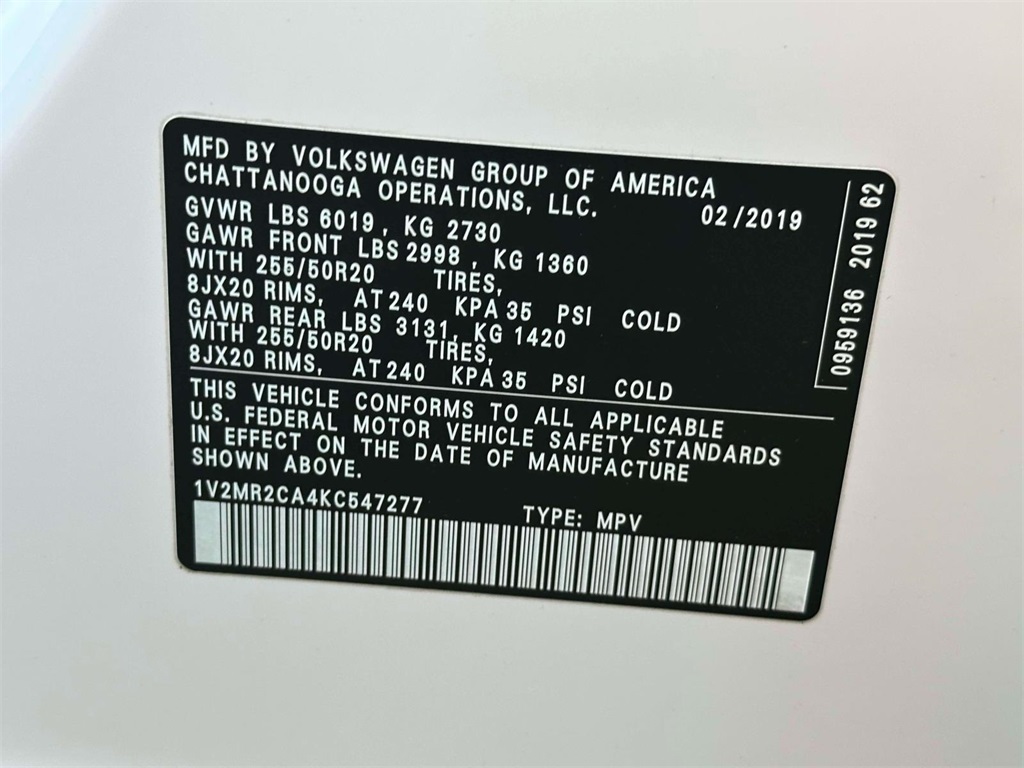 MFD BY VOLKSWAGEN GROUP OF AMERICA
CHATTANOOGA OPERATIONS, LLC. 02/2019
GVWR LBS 6019, KG 2730
GAWR FRONT LBS 2998, KG 1360
WITH 255/50R20 TIRES,
8JX20 RIMS, AT 240 KPA 35 PSI COLD
GAWR REAR LBS 3131, KG 1420
WITH 255/50R20 TIRES,
8JX20 RIMS, AT 240 KPA 35 PSI COLD
THIS VEHICLE CONFORMS TO ALL APPLICABLE
U.S. FEDERAL MOTOR VEHICLE SAFETY STANDARDS
IN EFFECT ON THE DATE OF MANUFACTURE
SHOWN ABOVE.
1V2MR2CA4KC547277 TYPE: MPV
0959136 2019 62